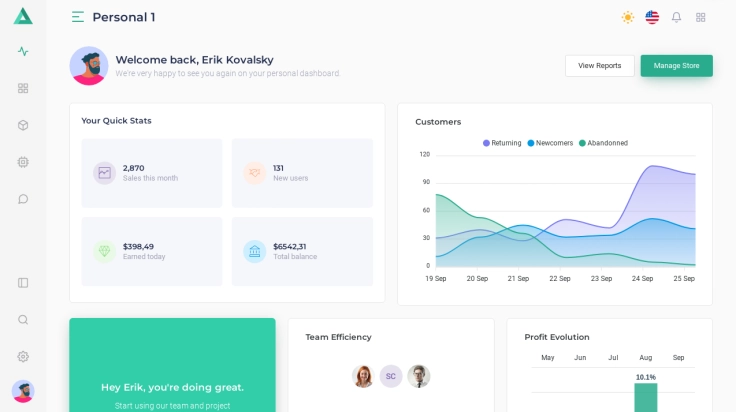 Personal 1
Welcome back, Erik Kovalsky
We're very happy to see you again on your personal dashboard.
View Reports
Manage Store
Your Quick Stats
2,870
Sales this month
131
New users
$398,49
Earned today
$6542,31
Total balance
Customers
Returning Newcomers Abandonned
120
90
60
30
0
19 Sep 20 Sep 21 Sep 22 Sep 23 Sep 24 Sep 25 Sep
Hey Erik, you're doing great.
Start using our team and project
Team Efficiency
SC
Profit Evolution
May Jun Jul Aug Sep
10.1%